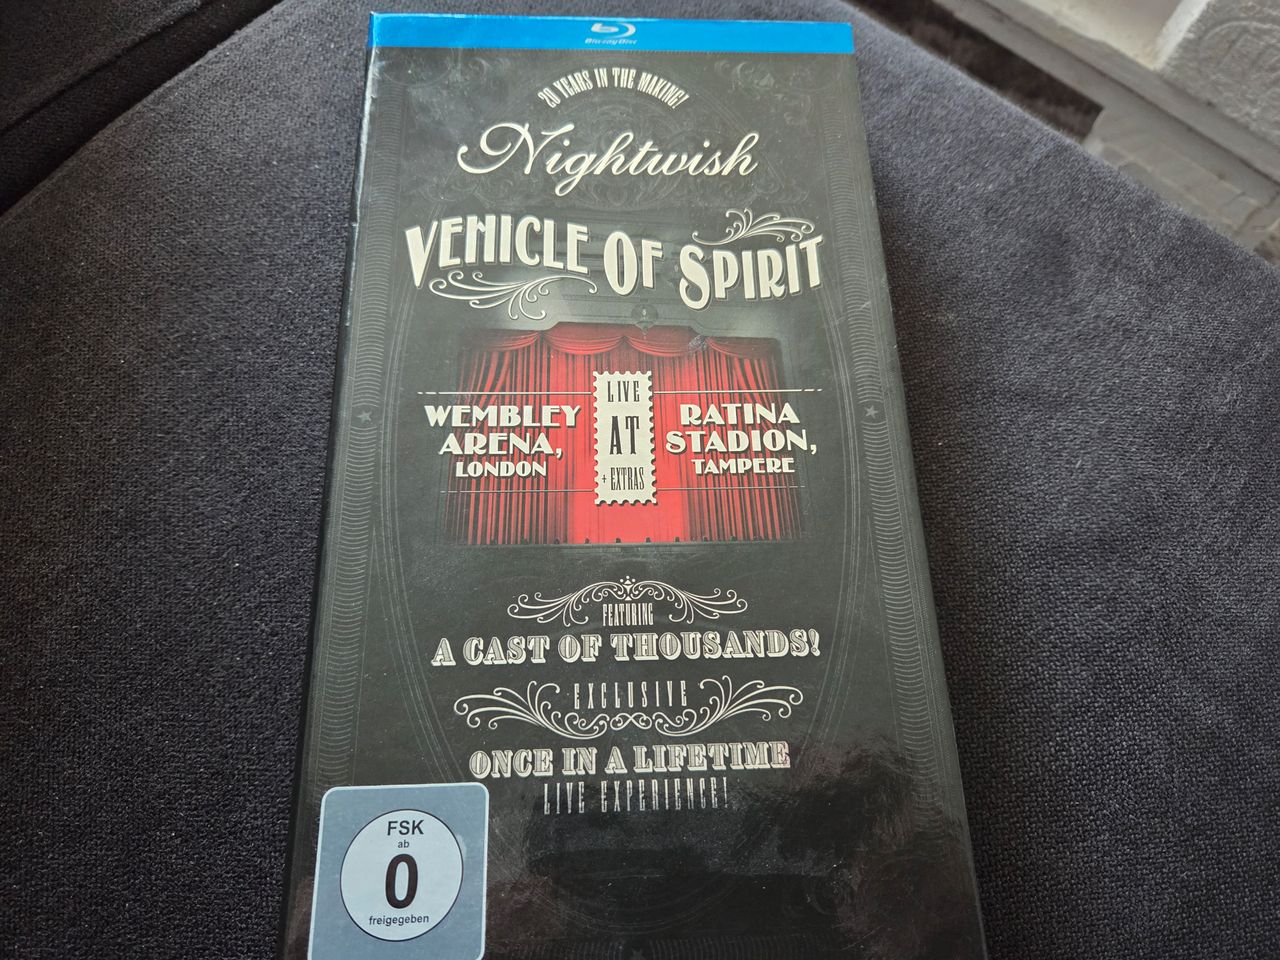 Blu-ray Disc
20 YEARS IN THE MAKING!
Nightwish
VEHICLE OF SPIRIT
WEMBLEY
ARENA,
LONDON
LIVE
AT
+ EXTRAS
RATINA
STADION,
TAMPERE
FEATURING
A CAST OF THOUSANDS!
EXCLUSIVE
ONCE IN A LIFETIME
LIVE EXPERIENCE!
FSK
ab
0
freigegeben